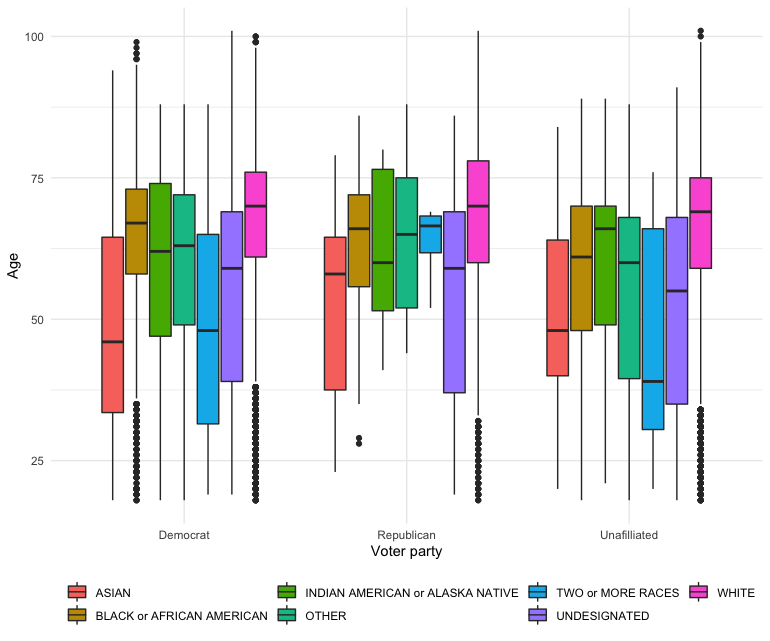 100
75
50
25
Age
Democrat
Republican
Unafilliated
Voter party
ASIAN
INDIAN AMERICAN or ALASKA NATIVE
TWO or MORE RACES
WHITE
BLACK or AFRICAN AMERICAN
OTHER
UNDESIGNATED